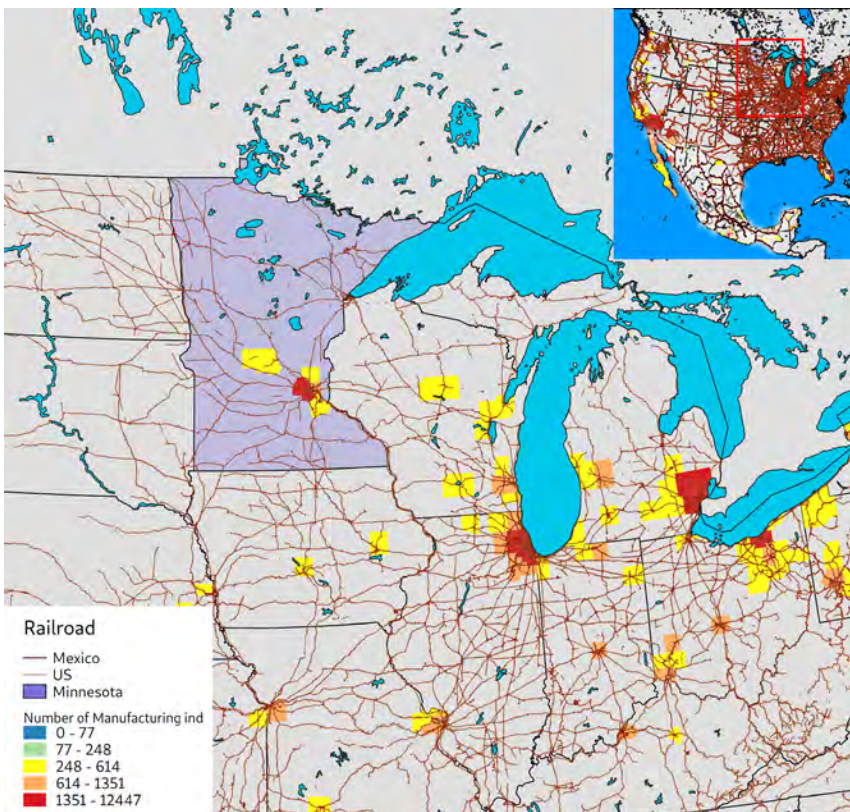 Railroad
Mexico
US
Minnesota
Number of Manufacturing ind
0 - 77
77 - 248
248 - 614
614 - 1351
1351 - 12447